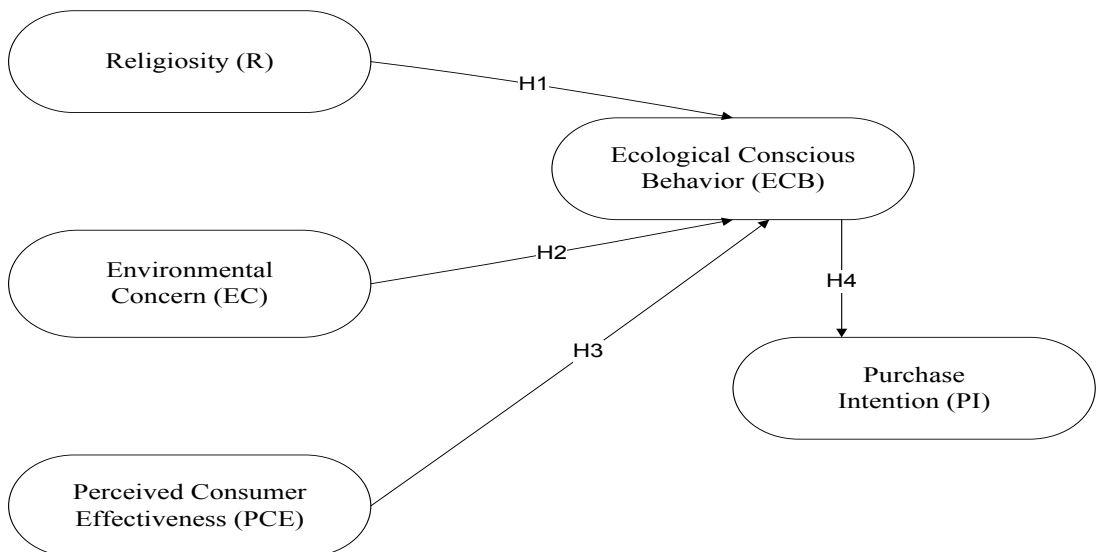 Religiosity (R)
H1
Ecological Conscious
Behavior (ECB)
Environmental
Concern (EC)
H2
H4
H3
Purchase
Intention (PI)
Perceived Consumer
Effectiveness (PCE)